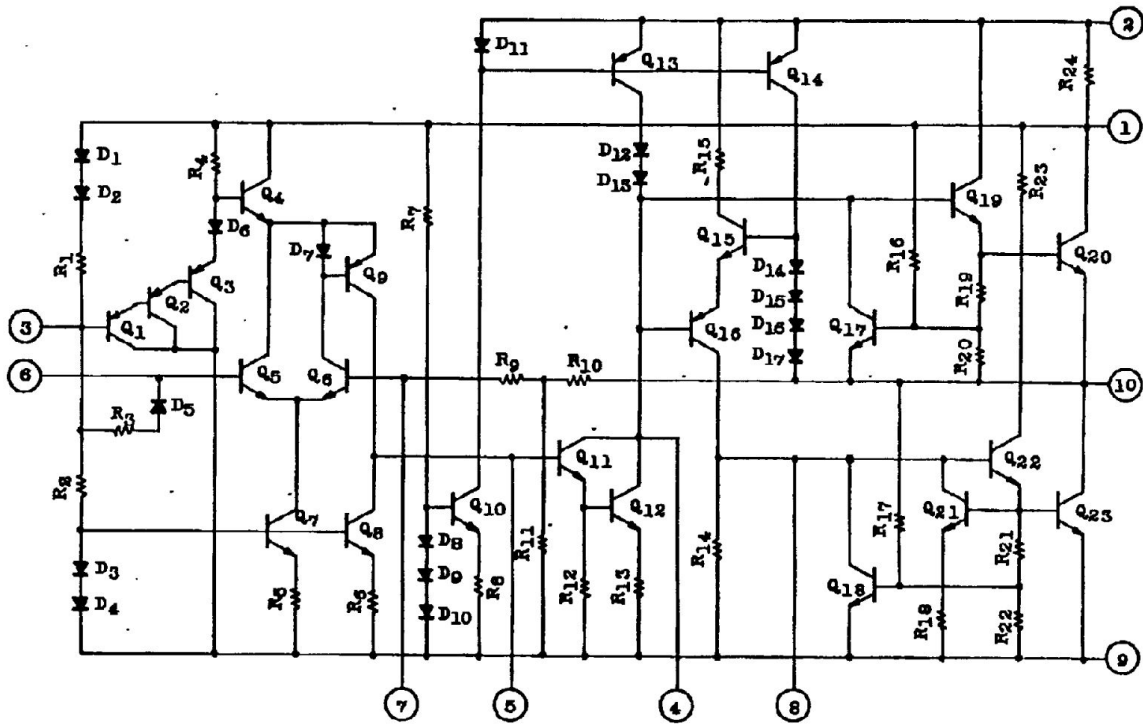 2
D11
Q13
Q14
R24
1
D1
D2
R4
Q4
D6
R7
D12
D13
R15
Q19
R23
Q15
R16
Q20
D7
Q9
Q3
Q2
Q1
R1
3
D14
D15
D16
D17
Q16
Q17
R19
R20
6
Q5
Q6
R9
R10
10
R3
D5
Q11
Q22
R2
Q7
Q8
Q10
R11
Q12
R14
R17
Q21
Q23
R21
D3
D4
R5
R6
D8
D9
D10
R8
R12
R13
Q18
R18
R22
9
7
5
4
8